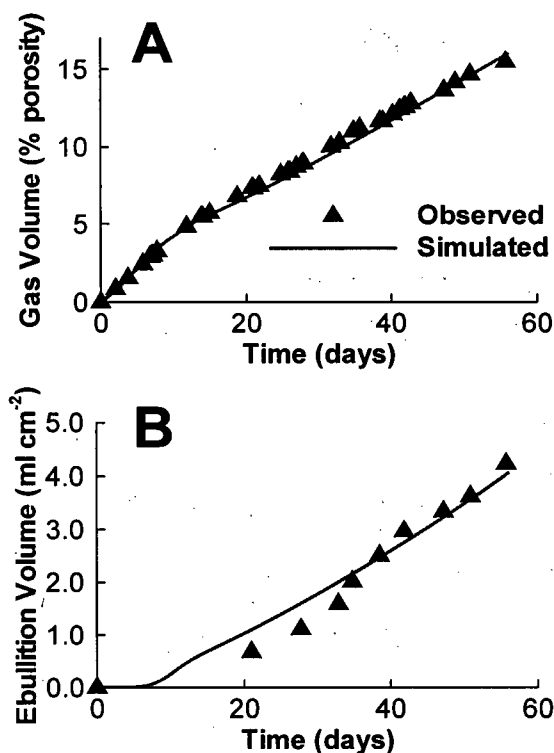 A
Gas Volume (% porosity)
15
10
5
0
Observed
Simulated
0 20 40 60
Time (days)
B
Ebullition Volume (ml cm⁻²)
5.0
4.0
3.0
2.0
1.0
0.0
0 20 40 60
Time (days)